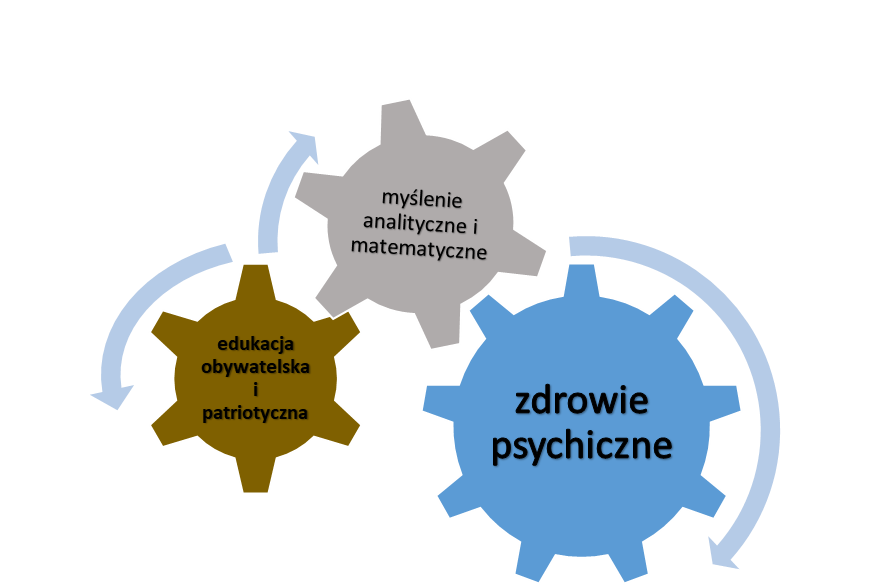 myślenie
analityczne i
matematyczne
edukacja
obywatelska
i
patriotyczna
zdrowie
psychiczne